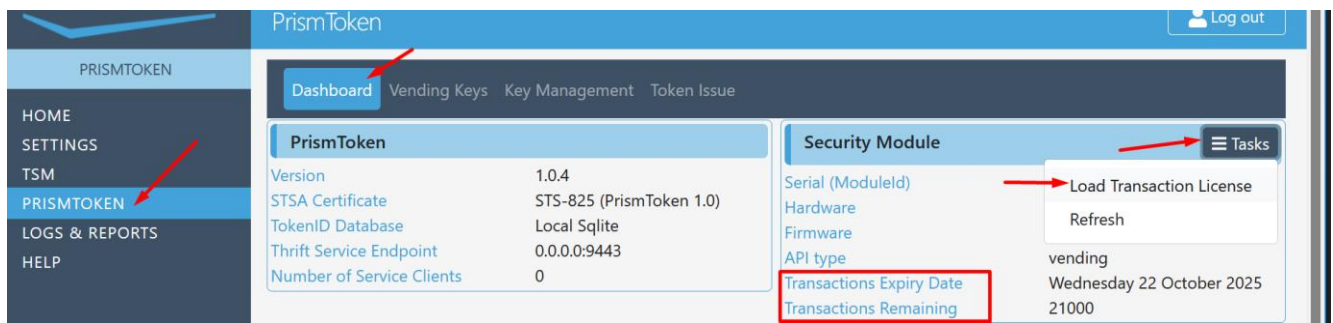 PrismToken
Log out
PRISMTOKEN
HOME
SETTINGS
TSM
PRISMTOKEN
LOGS & REPORTS
HELP
Dashboard Vending Keys Key Management Token Issue
PrismToken
Version 1.0.4
STSA Certificate STS-825 (PrismToken 1.0)
TokenID Database Local Sqlite
Thrift Service Endpoint 0.0.0.0:9443
Number of Service Clients 0
Security Module
Tasks
Load Transaction License
Refresh
Serial (ModuleId)
Hardware
Firmware
API type vending
Transactions Expiry Date Wednesday 22 October 2025
Transactions Remaining 21000